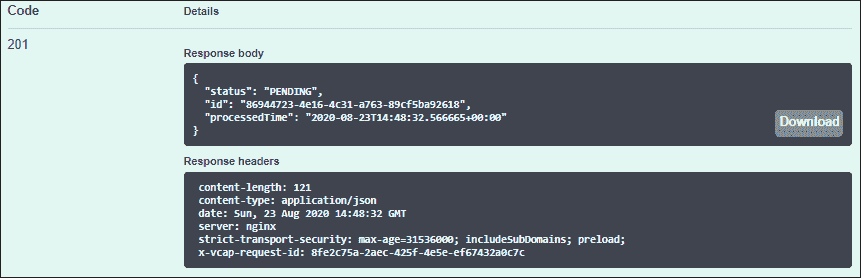 Code Details
201
Response body
{
"status": "PENDING",
"id": "86944723-4e16-4c31-a763-89cf5ba92618",
"processedTime": "2020-08-23T14:48:32.566665+00:00"
}
Download
Response headers
content-length: 121
content-type: application/json
date: Sun, 23 Aug 2020 14:48:32 GMT
server: nginx
strict-transport-security: max-age=31536000; includeSubDomains; preload;
x-vcap-request-id: 8fe2c75a-2aec-425f-4e5e-ef67432a0c7c